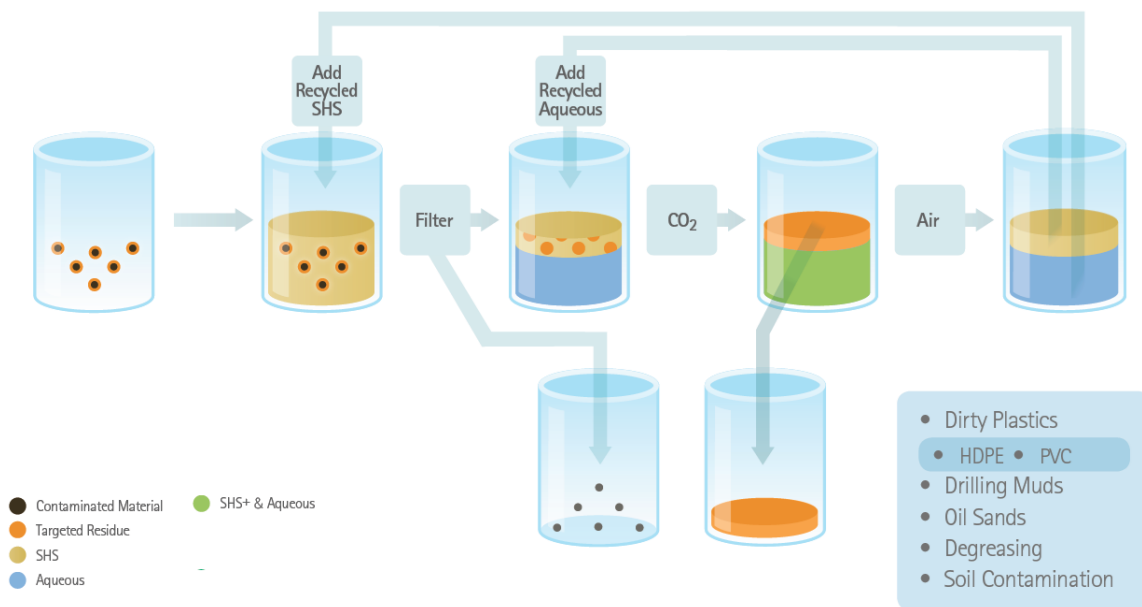 Add
Recycled
SHS
Add
Recycled
Aqueous
Filter
CO₂
Air
• Dirty Plastics
• HDPE • PVC
• Drilling Muds
• Oil Sands
• Degreasing
• Soil Contamination
Contaminated Material
Targeted Residue
SHS
Aqueous
SHS+ & Aqueous